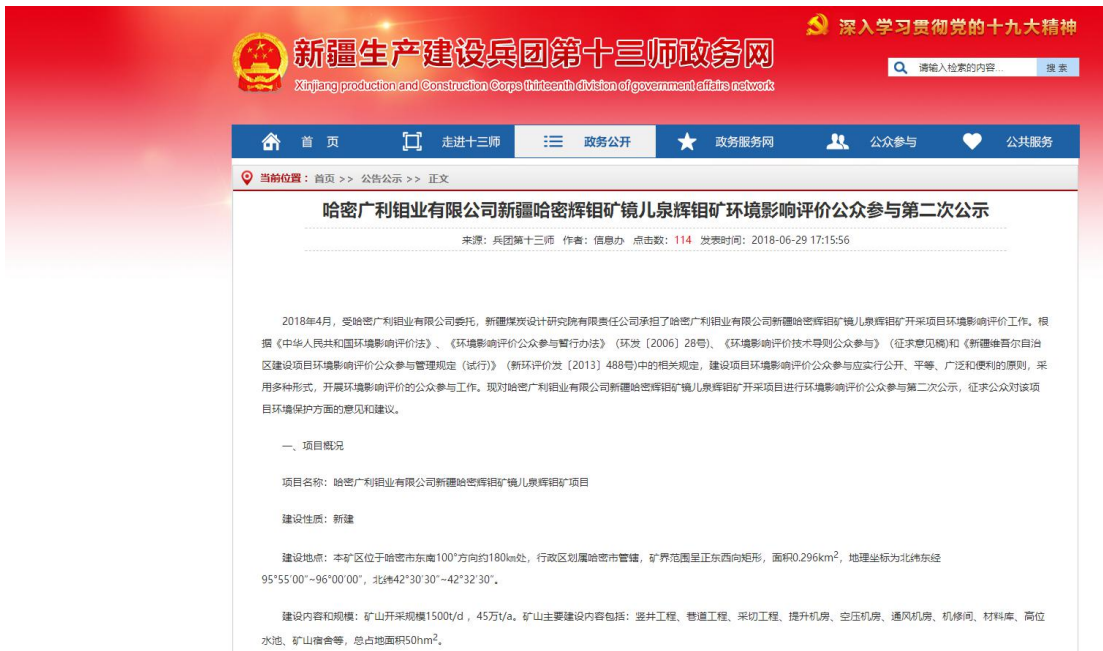 深入学习贯彻党的十九大精神
新疆生产建设兵团第十三师政务网
Xinjiang production and Construction Corps thirteenth division of government affairs network
请输入检索的内容... 搜 索
首 页 走进十三师 政务公开 政务服务网 公众参与 公共服务
当前位置：首页 >> 公告公示 >> 正文
哈密广利钼业有限公司新疆哈密辉钼矿镜儿泉辉钼矿环境影响评价公众参与第二次公示
来源：兵团第十三师 作者：信息办 点击数：114 发表时间：2018-06-29 17:15:56
2018年4月，受哈密广利钼业有限公司委托，新疆煤炭设计研究院有限责任公司承担了哈密广利钼业有限公司新疆哈密辉钼矿镜儿泉辉钼矿开采项目环境影响评价工作。根
据《中华人民共和国环境影响评价法》、《环境影响评价公众参与暂行办法》（环发［2006］28号）、《环境影响评价技术导则公众参与》（征求意见稿)和《新疆维吾尔自治
区建设项目环境影响评价公众参与管理规定（试行)》（新环评价发［2013］488号)中的相关规定，建设项目环境影响评价公众参与应实行公开、平等、广泛和便利的原则，采
用多种形式，开展环境影响评价的公众参与工作。现对哈密广利钼业有限公司新疆哈密辉钼矿镜儿泉辉钼矿开采项目进行环境影响评价公众参与第二次公示，征求公众对该项
目环境保护方面的意见和建议。
一、项目概况
项目名称：哈密广利钼业有限公司新疆哈密辉钼矿镜儿泉辉钼矿项目
建设性质：新建
建设地点：本矿区位于哈密市东南100°方向约180㎞处，行政区划属哈密市管辖，矿界范围呈正东西向矩形，面积0.296km²，地理坐标为北纬东经
95°55′00″~96°00′00″，北纬42°30′30″~42°32′30″。
建设内容和规模：矿山开采规模1500t/d ，45万t/a。矿山主要建设内容包括：竖井工程、巷道工程、采切工程、提升机房、空压机房、通风机房、机修间、材料库、高位
水池、矿山宿舍等，总占地面积50hm²。